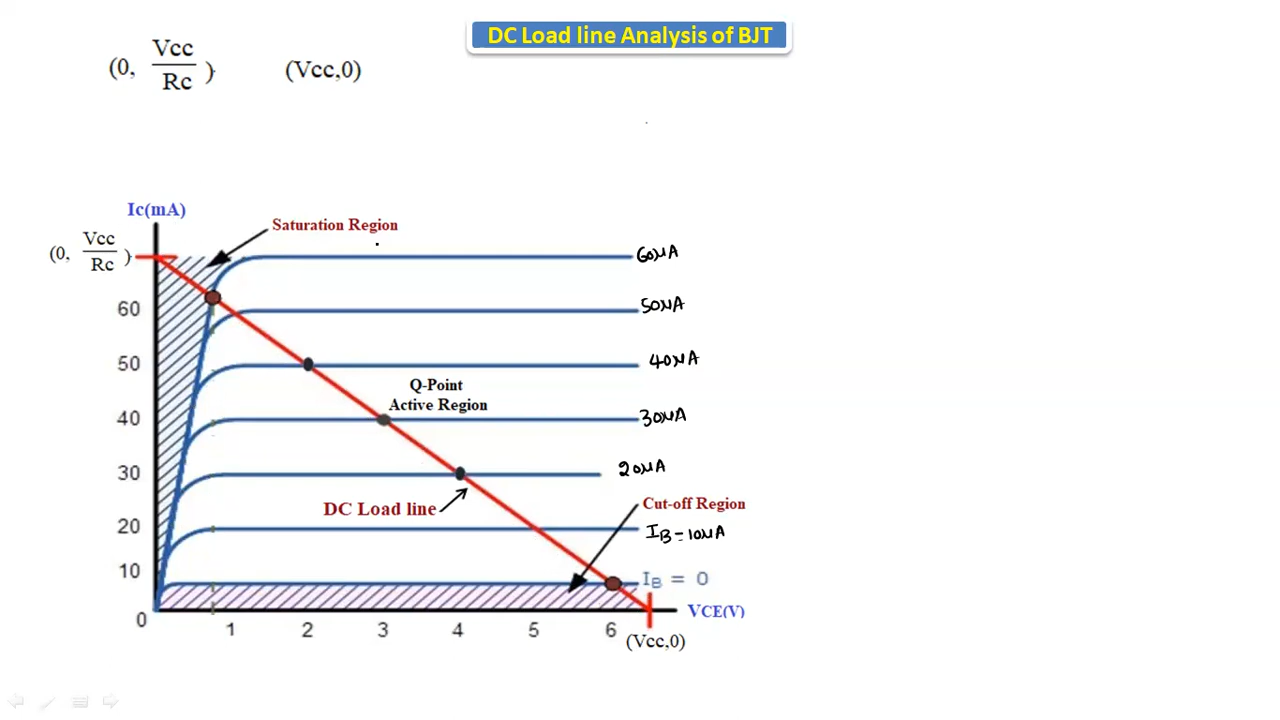 DC Load line Analysis of BJT
(0, Vcc/Rc) (Vcc,0)
Ic(mA)
Saturation Region
(0, Vcc/Rc)
60μA
60
50μA
50
40μA
Q-Point
Active Region
40
30μA
30
20μA
DC Load line
Cut-off Region
20
IB=10μA
10
IB = 0
0
1 2 3 4 5 6
VCE(V)
(Vcc,0)